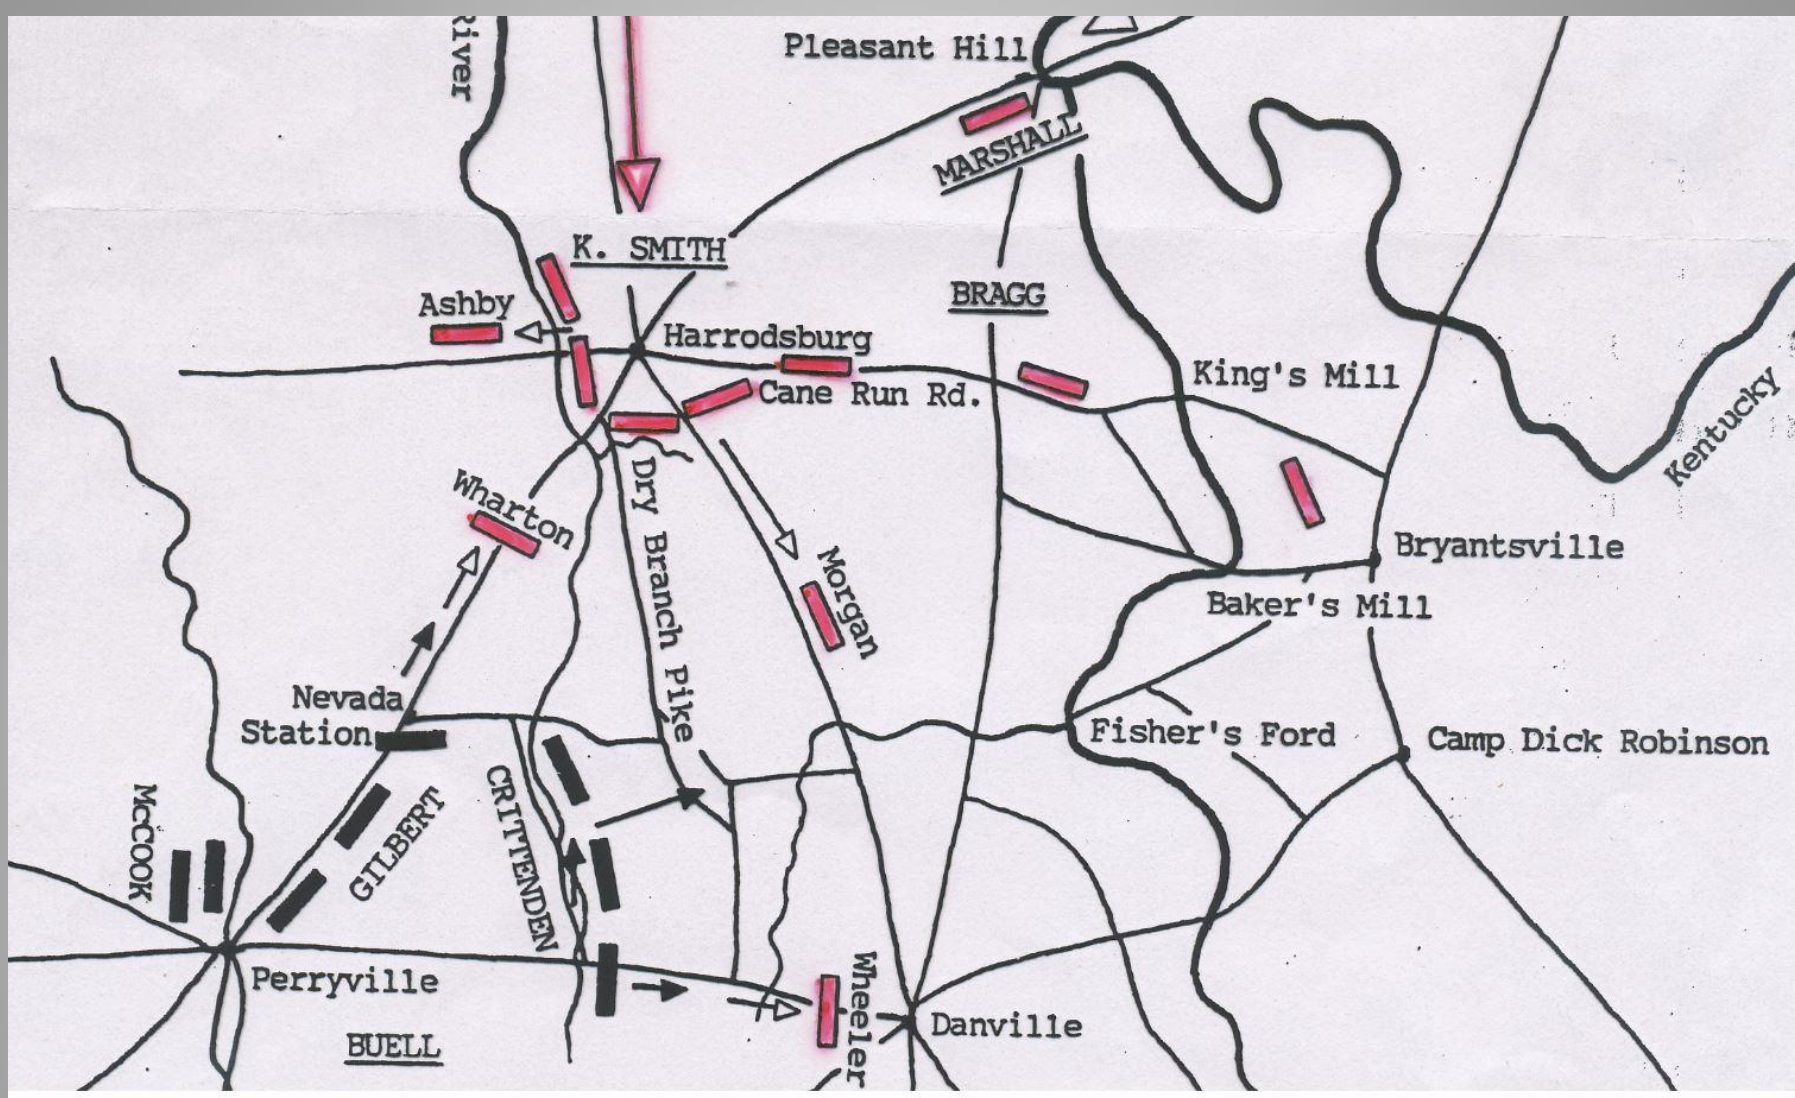 River
Pleasant Hill
MARSHALL
K. SMITH
Ashby
BRAGG
Harrodsburg
King's Mill
Cane Run Rd.
Kentucky
Wharton
Dry Branch Pike
Morgan
Bryantsville
Baker's Mill
Nevada
Station
Fisher's Ford
Camp Dick Robinson
McCOOK
GILBERT
CRITTENDEN
Perryville
Wheeler
Danville
BUELL